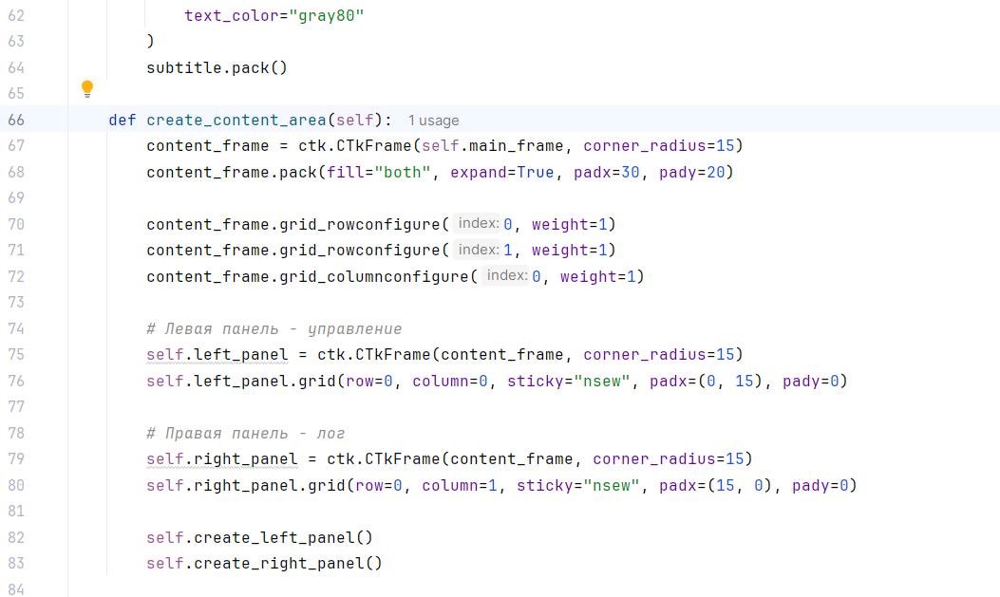 62 text_color="gray80"
63 )
64 subtitle.pack()
65
66 def create_content_area(self): 1 usage
67 content_frame = ctk.CTkFrame(self.main_frame, corner_radius=15)
68 content_frame.pack(fill="both", expand=True, padx=30, pady=20)
69
70 content_frame.grid_rowconfigure( index: 0, weight=1)
71 content_frame.grid_rowconfigure( index: 1, weight=1)
72 content_frame.grid_columnconfigure( index: 0, weight=1)
73
74 # Левая панель - управление
75 self.left_panel = ctk.CTkFrame(content_frame, corner_radius=15)
76 self.left_panel.grid(row=0, column=0, sticky="nsew", padx=(0, 15), pady=0)
77
78 # Правая панель - лог
79 self.right_panel = ctk.CTkFrame(content_frame, corner_radius=15)
80 self.right_panel.grid(row=0, column=1, sticky="nsew", padx=(15, 0), pady=0)
81
82 self.create_left_panel()
83 self.create_right_panel()
84